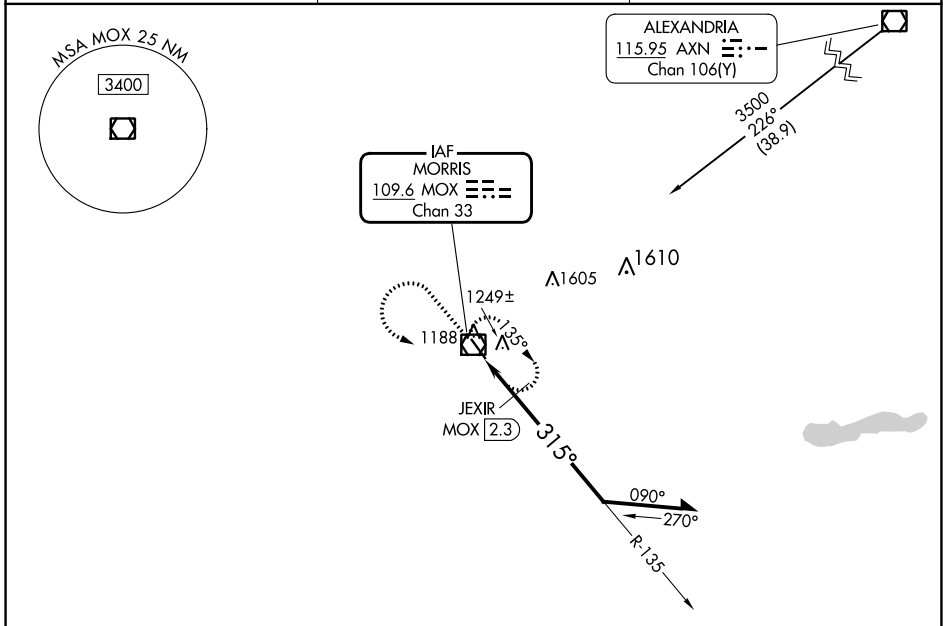 MSA MOX 25 NM
3400
ALEXANDRIA
115.95 AXN
Chan 106(Y)
3500
226°
(38.9)
IAF
MORRIS
109.6 MOX
Chan 33
1610
1605
1249±
1188
135°
JEXIR
MOX 2.3
315°
090°
270°
R-135